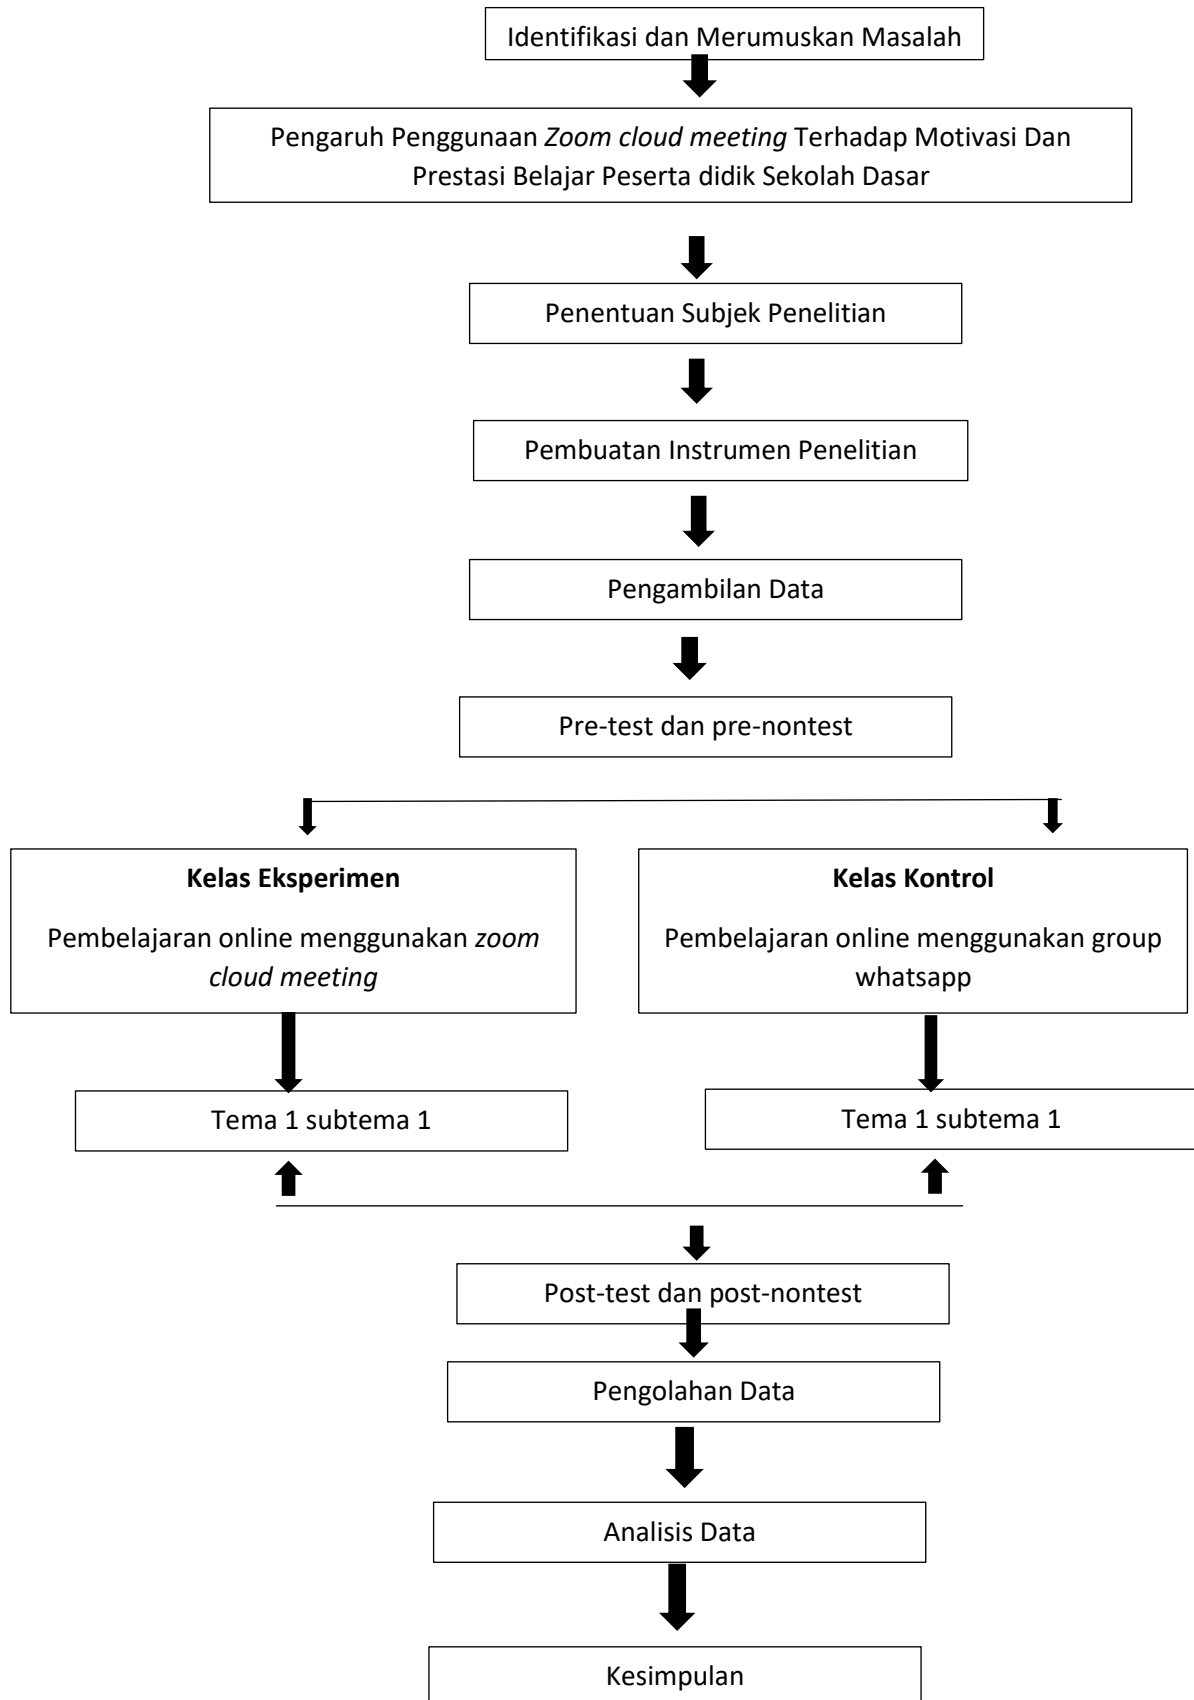 Identifikasi dan Merumuskan Masalah
Pengaruh Penggunaan Zoom cloud meeting Terhadap Motivasi Dan
Prestasi Belajar Peserta didik Sekolah Dasar
Penentuan Subjek Penelitian
Pembuatan Instrumen Penelitian
Pengambilan Data
Pre-test dan pre-nontest
Kelas Eksperimen
Pembelajaran online menggunakan zoom
cloud meeting
Kelas Kontrol
Pembelajaran online menggunakan group
whatsapp
Tema 1 subtema 1
Tema 1 subtema 1
Post-test dan post-nontest
Pengolahan Data
Analisis Data
Kesimpulan